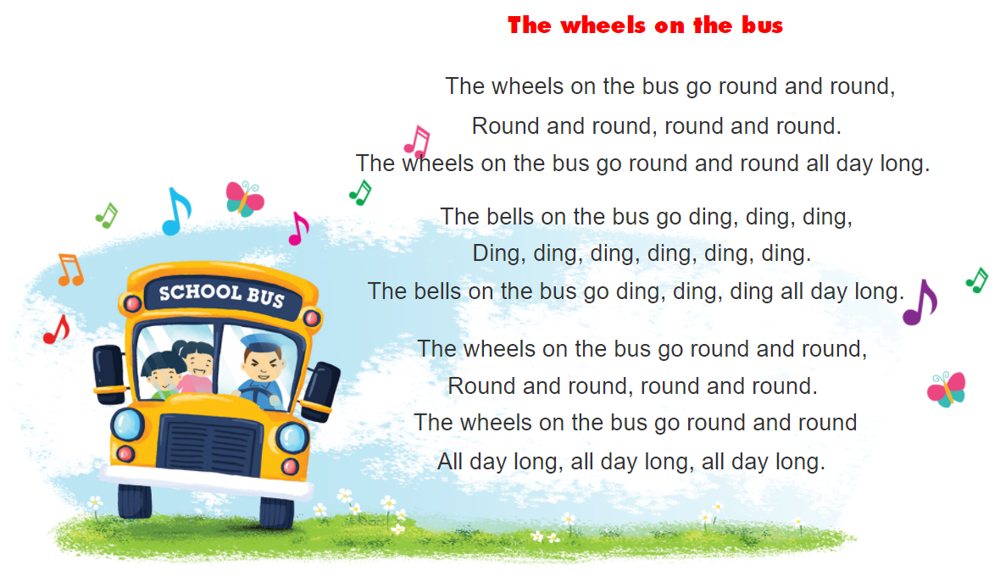 The wheels on the bus
The wheels on the bus go round and round,
Round and round, round and round.
The wheels on the bus go round and round all day long.
The bells on the bus go ding, ding, ding,
Ding, ding, ding, ding, ding, ding.
The bells on the bus go ding, ding, ding all day long.
The wheels on the bus go round and round,
Round and round, round and round.
The wheels on the bus go round and round
All day long, all day long, all day long.
SCHOOL BUS